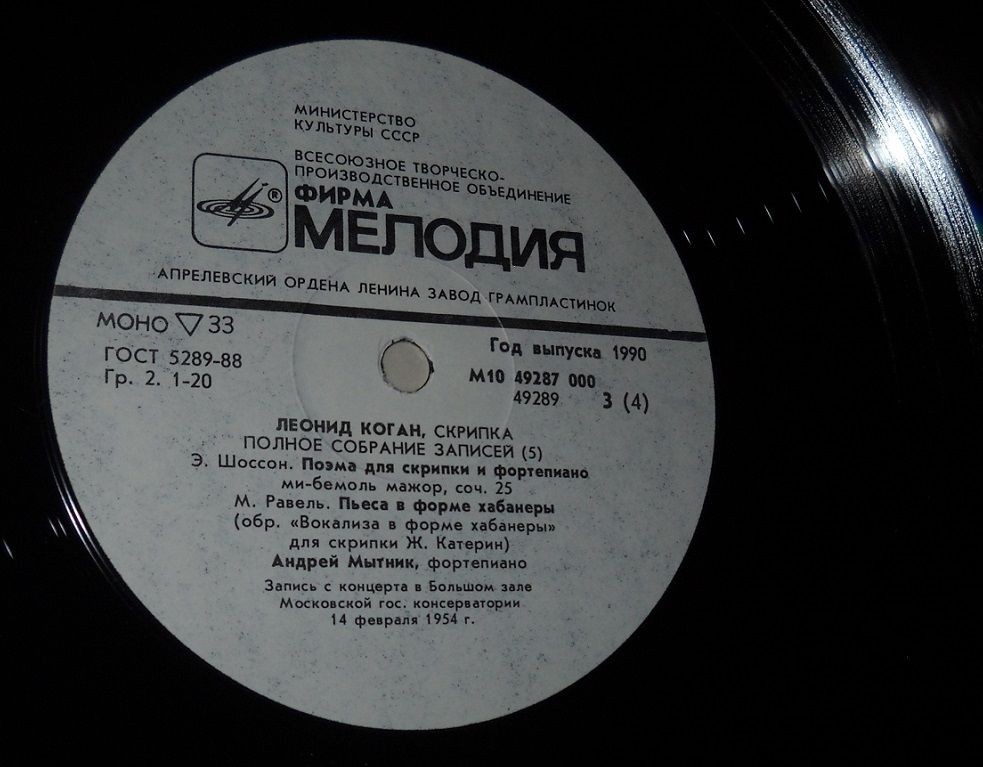 МИНИСТЕРСТВО
КУЛЬТУРЫ СССР
ВСЕСОЮЗНОЕ ТВОРЧЕСКО-
ПРОИЗВОДСТВЕННОЕ ОБЪЕДИНЕНИЕ
®
ФИРМА
МЕЛОДИЯ
АПРЕЛЕВСКИЙ ОРДЕНА ЛЕНИНА ЗАВОД ГРАМПЛАСТИНОК
МОНО ▽ 33
ГОСТ 5289-88
Гр. 2. 1-20
Год выпуска 1990
М10 49287 000
49289 3 (4)
ЛЕОНИД КОГАН, СКРИПКА
ПОЛНОЕ СОБРАНИЕ ЗАПИСЕЙ (5)
Э. Шоссон. Поэма для скрипки и фортепиано
ми-бемоль мажор, соч. 25
М. Равель. Пьеса в форме хабанеры
(обр. «Вокализа в форме хабанеры»
для скрипки Ж. Катерин)
Андрей Мытник, фортепиано
Запись с концерта в Большом зале
Московской гос. консерватории
14 февраля 1954 г.